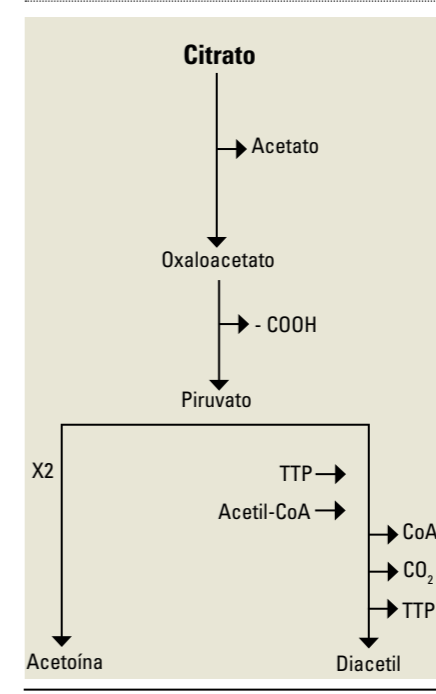 Citrato
Acetato
Oxaloacetato
- COOH
Piruvato
X2
TTP
Acetil-CoA
CoA
CO₂
TTP
Acetoína
Diacetil